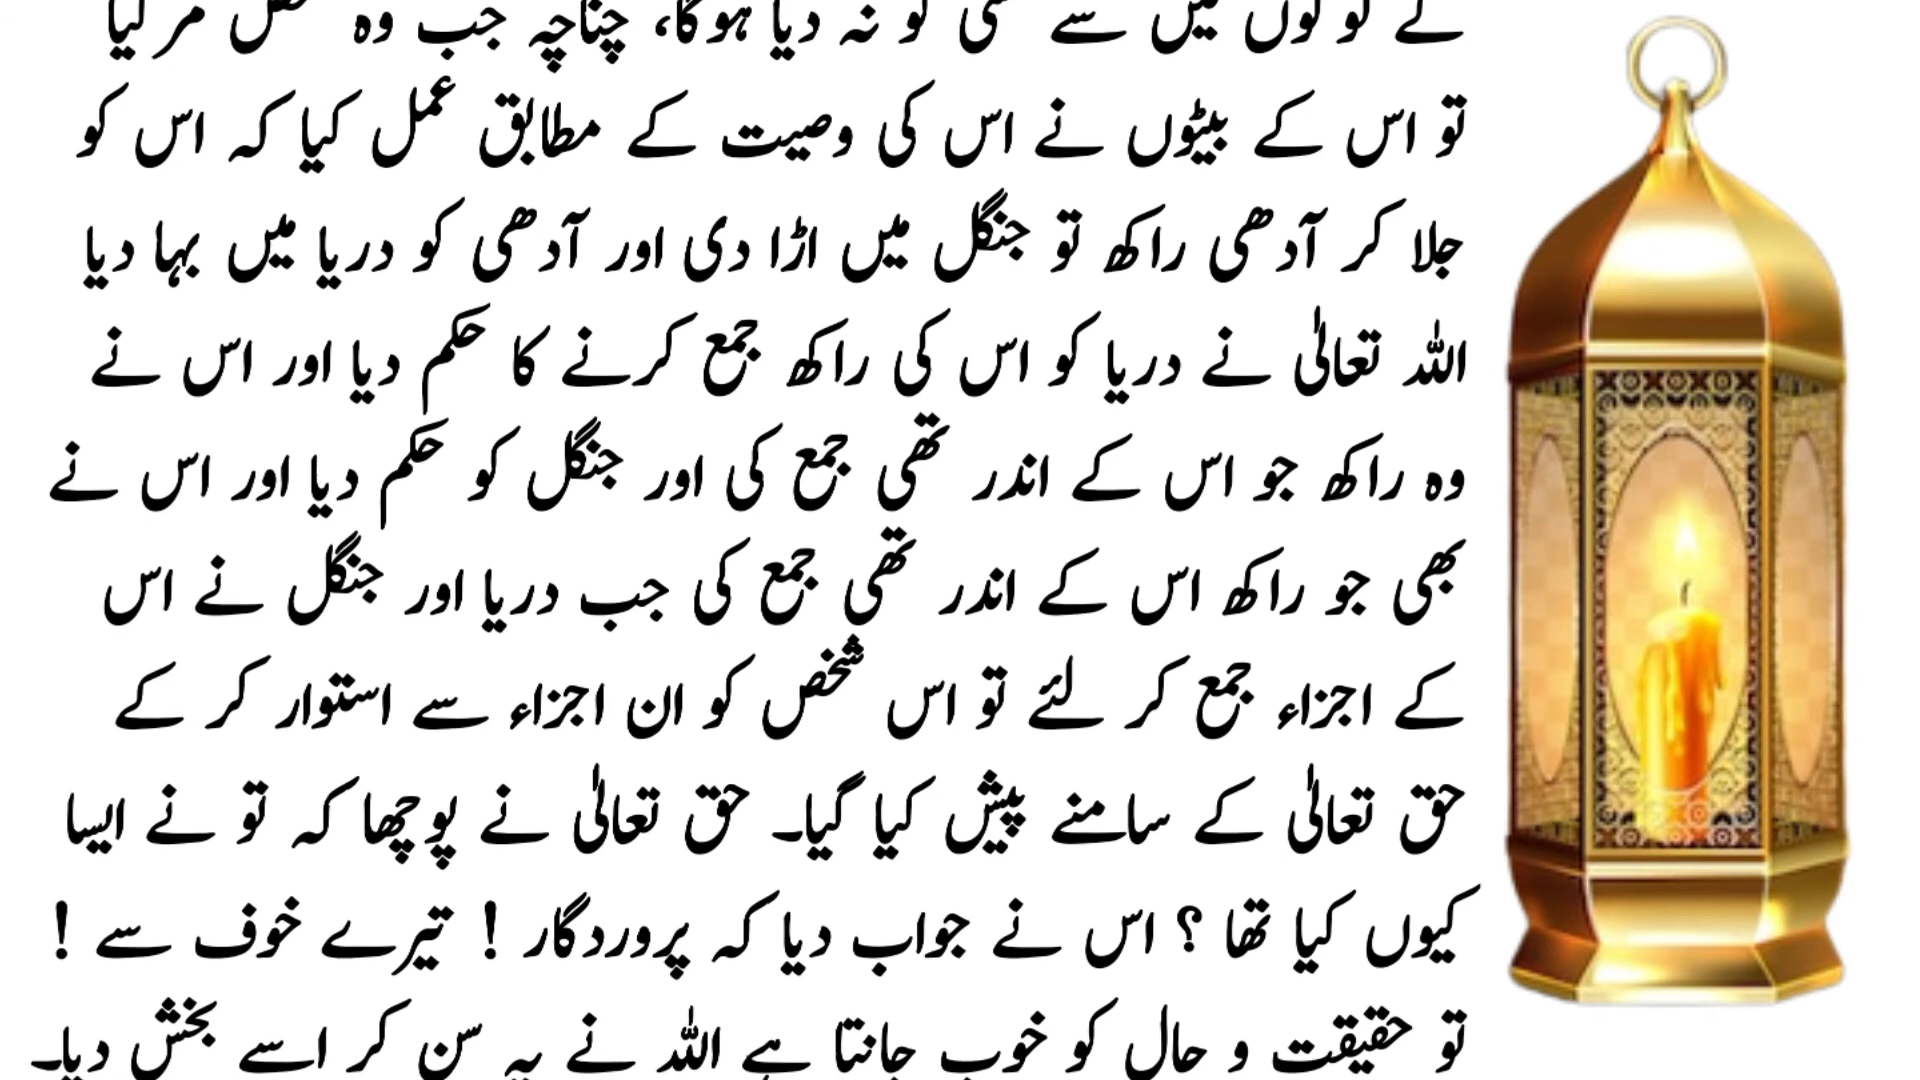 کے لوگوں میں سے کسی کو نہ دیا ہوگا، چناچہ جب وہ شخص مر گیا
تو اس کے بیٹوں نے اس کی وصیت کے مطابق عمل کیا کہ اس کو
جلا کر آدھی راکھ تو جنگل میں اڑا دی اور آدھی کو دریا میں بہا دیا
اللہ تعالیٰ نے دریا کو اس کی راکھ جمع کرنے کا حکم دیا اور اس نے
وہ راکھ جو اس کے اندر تھی جمع کی اور جنگل کو حکم دیا اور اس نے
بھی جو راکھ اس کے اندر تھی جمع کی جب دریا اور جنگل نے اس
کے اجزاء جمع کر لئے تو اس شخص کو ان اجزاء سے استوار کر کے
حق تعالیٰ کے سامنے پیش کیا گیا۔ حق تعالیٰ نے پوچھا کہ تو نے ایسا
کیوں کیا تھا ؟ اس نے جواب دیا کہ پروردگار ! تیرے خوف سے !
تو حقیقت و حال کو خوب جانتا ہے اللہ نے یہ سن کر اسے بخش دیا۔